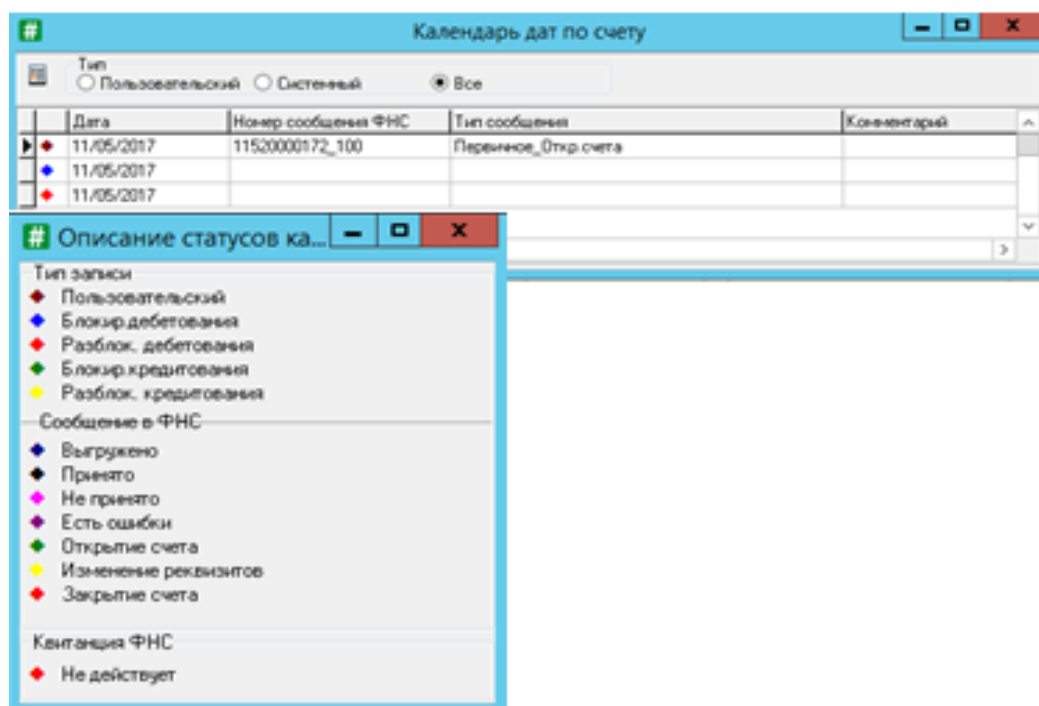 Календарь дат по счету
Тип
Пользовательский Системный Все
Дата Номер сообщения ФНС Тип сообщения Комментарий
11/05/2017 11520000172_100 Первичное_Откр.счета
11/05/2017
11/05/2017
Описание статусов ка...
Тип записи
Пользовательский
Блокир.дебетования
Разблок. дебетования
Блокир.кредитования
Разблок. кредитования
Сообщение в ФНС
Выгружено
Принято
Не принято
Есть ошибки
Открытие счета
Изменение реквизитов
Закрытие счета
Квитанция ФНС
Не действует